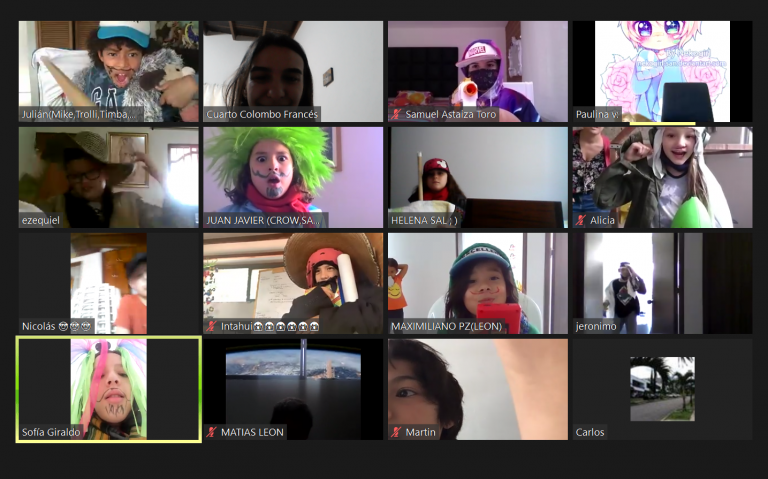 Julián(Mike,Trolli,Timba,...
Cuarto Colombo Francés
MARVEL
Samuel Astaiza Toro
Paulina v:
ezequiel
JUAN JAVIER (CROW,SA...
HELENA SAL ; )
Alicia
Nicolás 😎😎😎
Intahui
MAXIMILIANO PZ(LEON)
jeronimo
Sofía Giraldo
MATIAS LEON
Martin
Carlos